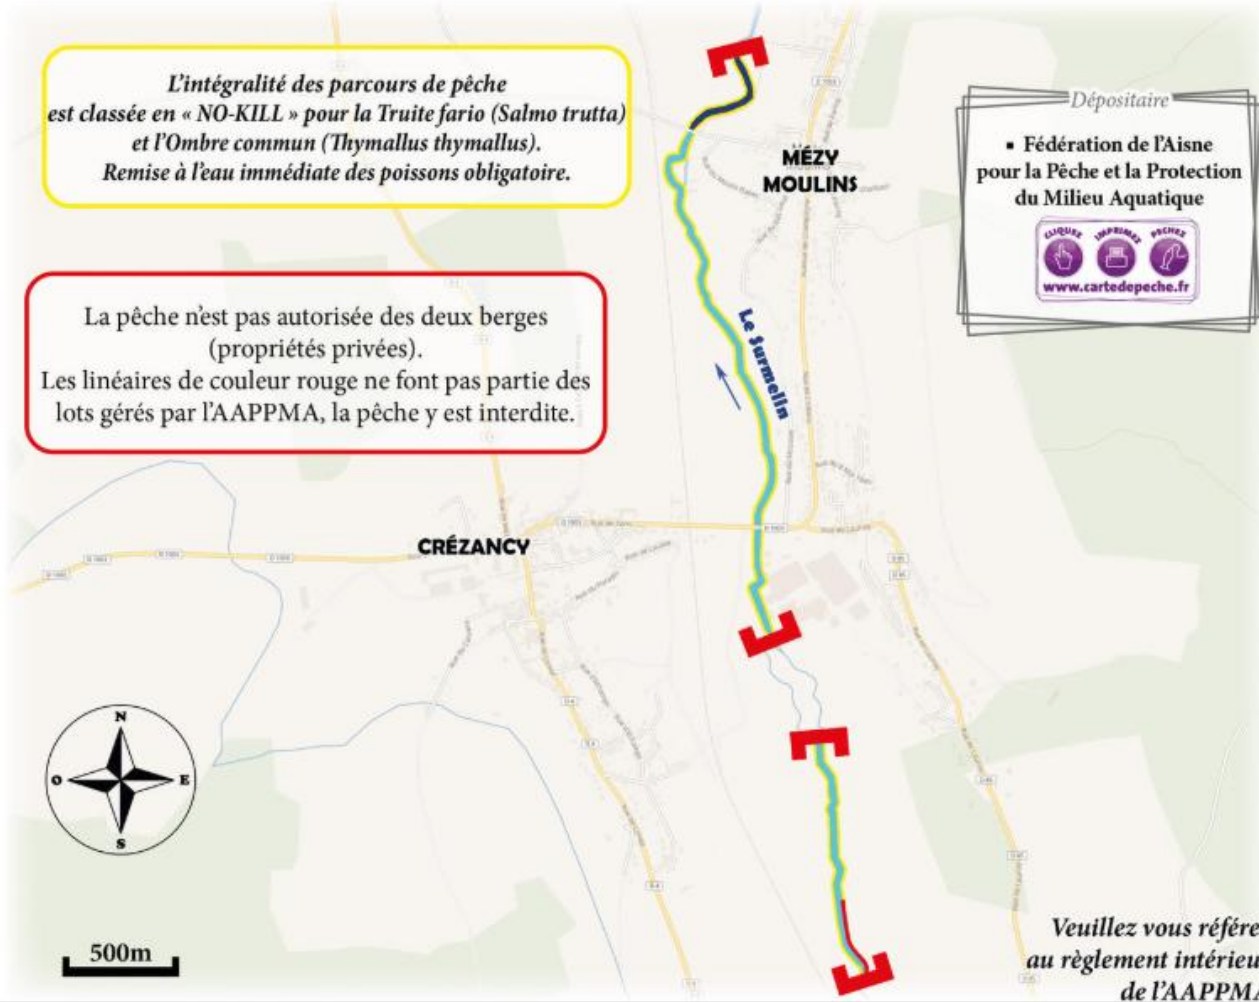 L'intégralité des parcours de pêche
est classée en « NO-KILL » pour la Truite fario (Salmo trutta)
et l'Ombre commun (Thymallus thymallus).
Remise à l'eau immédiate des poissons obligatoire.
La pêche n'est pas autorisée des deux berges
(propriétés privées).
Les linéaires de couleur rouge ne font pas partie des
lots gérés par l'AAPPMA, la pêche y est interdite.
MÉZY
MOULINS
Dépositaire
▪ Fédération de l'Aisne
pour la Pêche et la Protection
du Milieu Aquatique
CLIQUEZ IMPRIMEZ PECHEZ
www.cartedepeche.fr
Le Surmelin
CRÉZANCY
N
O E
S
500m
Veuillez vous référe
au règlement intérieu
de l'AAPPMA